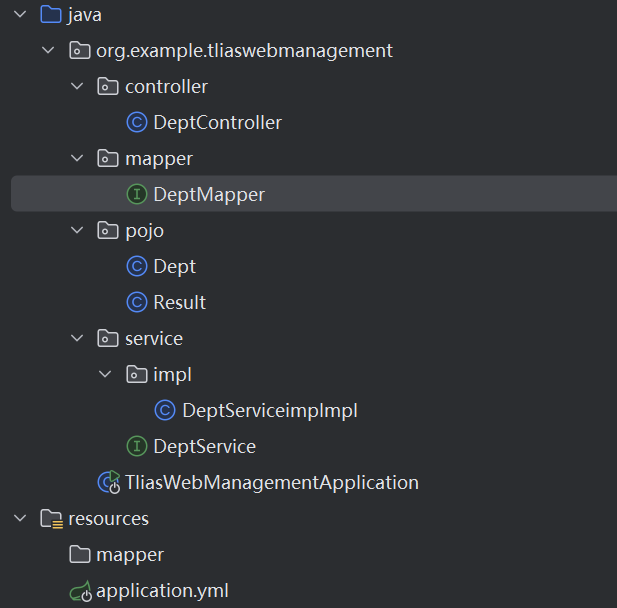 java
org.example.tliaswebmanagement
controller
DeptController
mapper
DeptMapper
pojo
Dept
Result
service
impl
DeptServiceimpImpl
DeptService
TliasWebManagementApplication
resources
mapper
application.yml